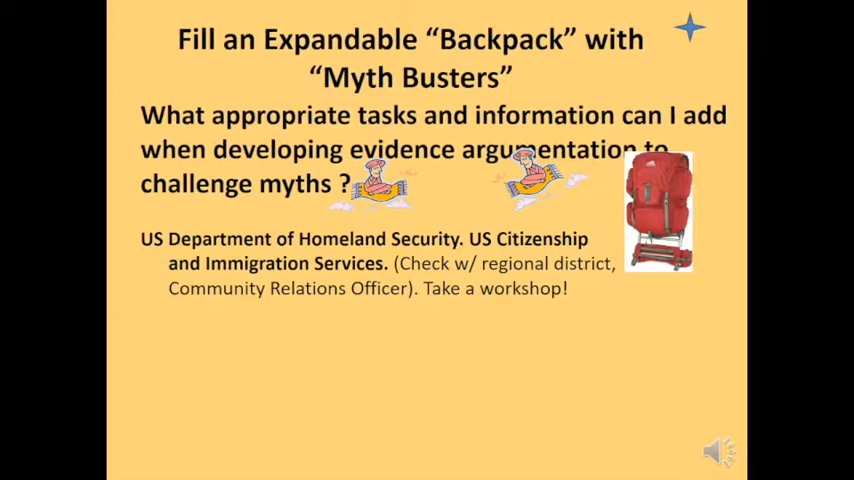 Fill an Expandable “Backpack” with
“Myth Busters”
What appropriate tasks and information can I add
when developing evidence argumentation to
challenge myths ?
US Department of Homeland Security. US Citizenship
and Immigration Services. (Check w/ regional district,
Community Relations Officer). Take a workshop!